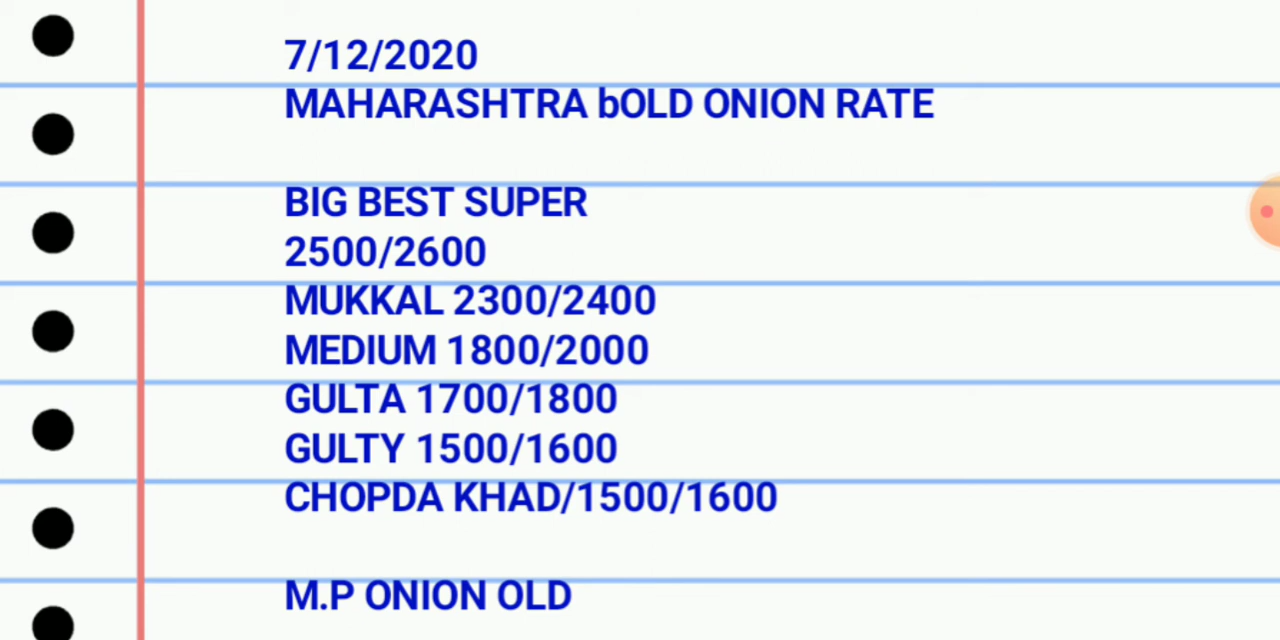 7/12/2020
MAHARASHTRA bOLD ONION RATE
BIG BEST SUPER
2500/2600
MUKKAL 2300/2400
MEDIUM 1800/2000
GULTA 1700/1800
GULTY 1500/1600
CHOPDA KHAD/1500/1600
M.P ONION OLD